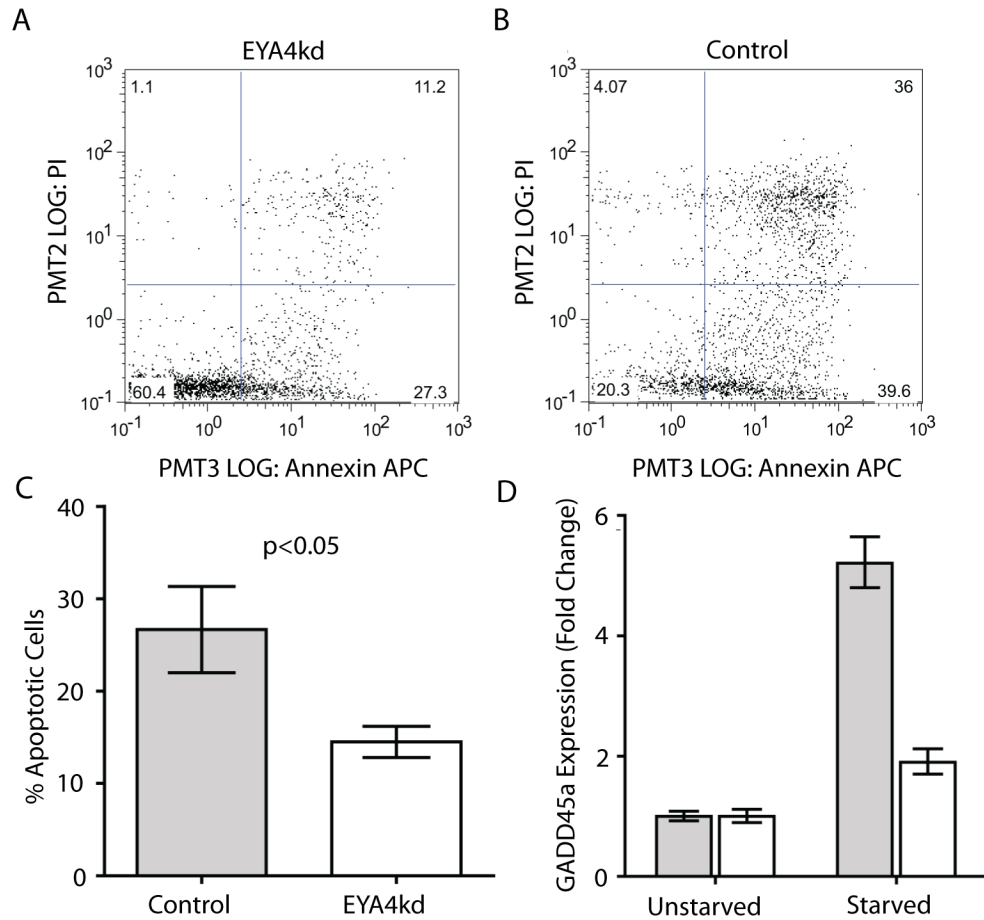 A
B
EYA4kd
Control
10³
1.1
11.2
10²
PMT2 LOG: PI
10¹
10⁰
60.4
27.3
10⁻¹
10⁻¹ 10⁰ 10¹ 10² 10³
PMT3 LOG: Annexin APC
10³
4.07
36
10²
PMT2 LOG: PI
10¹
10⁰
20.3
39.6
10⁻¹
10⁻¹ 10⁰ 10¹ 10² 10³
PMT3 LOG: Annexin APC
C
40
p<0.05
30
% Apoptotic Cells
20
10
0
Control EYA4kd
D
6
GADD45a Expression (Fold Change)
4
2
0
Unstarved Starved